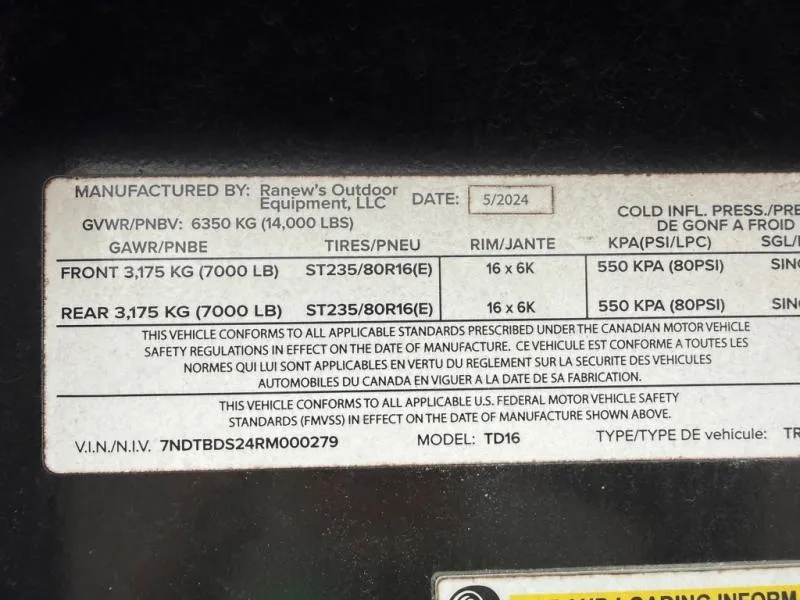 MANUFACTURED BY: Ranew's Outdoor Equipment, LLC DATE: 5/2024
GVWR/PNBV: 6350 KG (14,000 LBS)
COLD INFL. PRESS./PRE
DE GONF A FROID
GAWR/PNBE TIRES/PNEU RIM/JANTE KPA(PSI/LPC) SGL/
FRONT 3,175 KG (7000 LB) ST235/80R16(E) 16 x 6K 550 KPA (80PSI) SING
REAR 3,175 KG (7000 LB) ST235/80R16(E) 16 x 6K 550 KPA (80PSI) SING
THIS VEHICLE CONFORMS TO ALL APPLICABLE STANDARDS PRESCRIBED UNDER THE CANADIAN MOTOR VEHICLE
SAFETY REGULATIONS IN EFFECT ON THE DATE OF MANUFACTURE. CE VEHICULE EST CONFORME A TOUTES LES
NORMES QUI LUI SONT APPLICABLES EN VERTU DU REGLEMENT SUR LA SECURITE DES VEHICULES
AUTOMOBILES DU CANADA EN VIGUER A LA DATE DE SA FABRICATION.
THIS VEHICLE CONFORMS TO ALL APPLICABLE U.S. FEDERAL MOTOR VEHICLE SAFETY
STANDARDS (FMVSS) IN EFFECT ON THE DATE OF MANUFACTURE SHOWN ABOVE.
V.I.N./N.I.V. 7NDTBDS24RM000279 MODEL: TD16 TYPE/TYPE DE vehicule: TR
LOADING INFORM